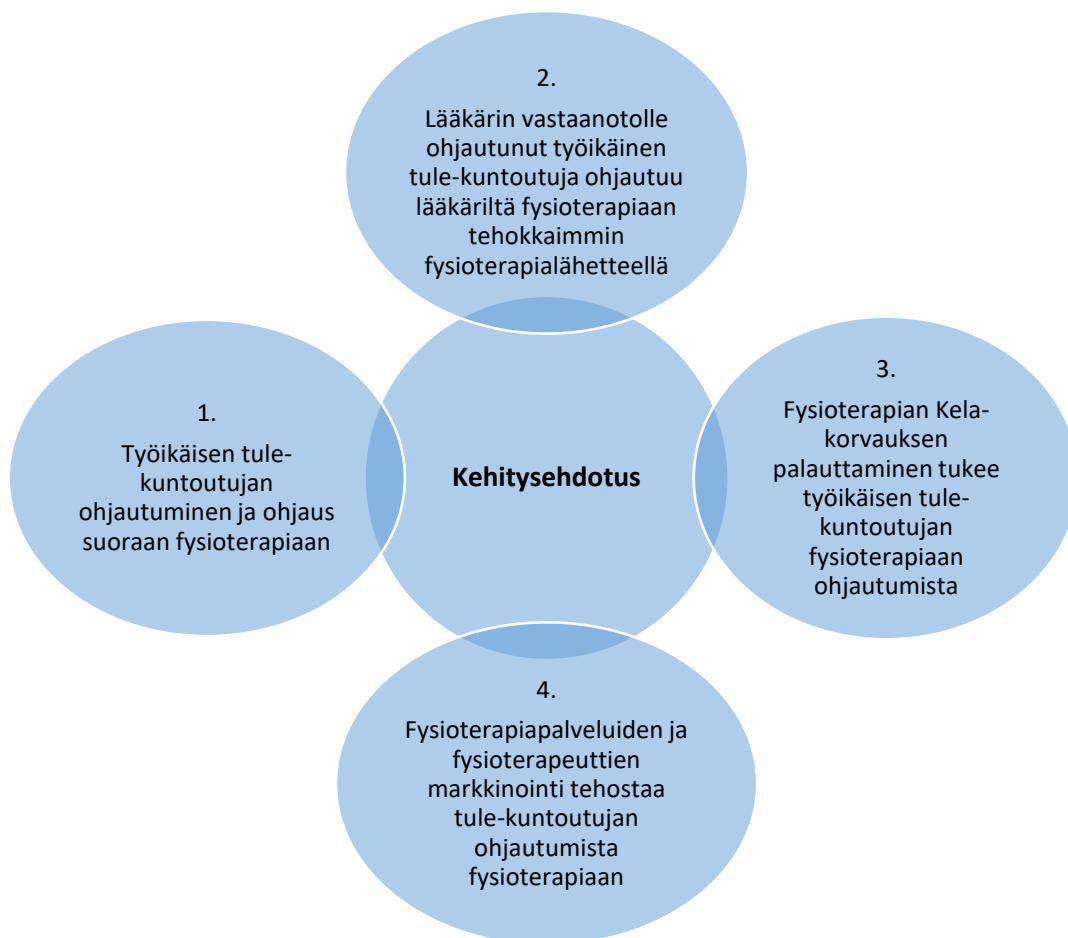 2.
Lääkärin vastaanotolle
ohjautunut työikäinen
tule-kuntoutuja ohjautuu
lääkäriltä fysioterapiaan
tehokkaimmin
fysioterapialähetteellä
1.
Työikäisen tule-
kuntoutujan
ohjautuminen ja ohjaus
suoraan fysioterapiaan
Kehitysehdotus
3.
Fysioterapian Kela-
korvauksen
palauttaminen tukee
työikäisen tule-
kuntoutujan
fysioterapiaan
ohjautumista
4.
Fysioterapiapalveluiden ja
fysioterapeuttien
markkinointi tehostaa
tule-kuntoutujan
ohjautumista
fysioterapiaan